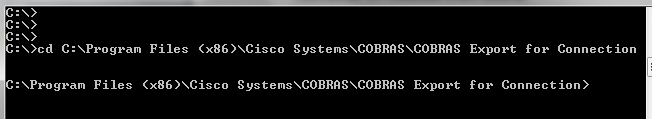 C:\>
C:\>
C:\>
C:\>cd C:\Program Files (x86)\Cisco Systems\COBRAS\COBRAS Export for Connection
C:\Program Files (x86)\Cisco Systems\COBRAS\COBRAS Export for Connection>